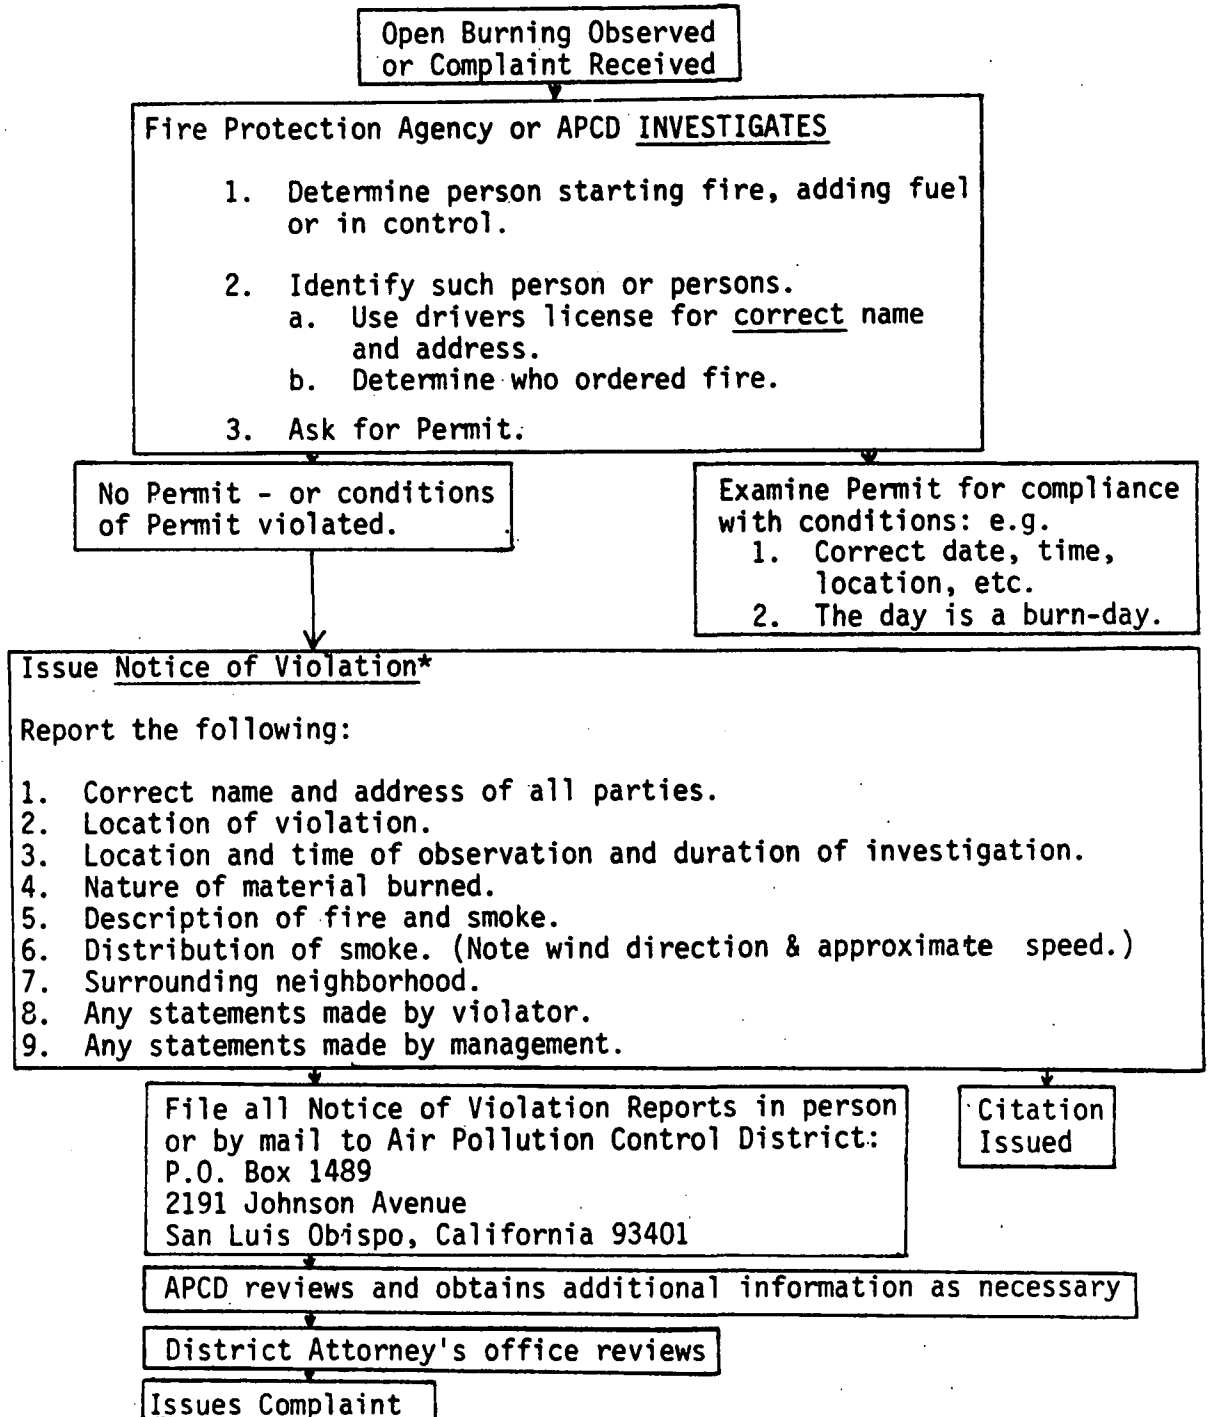 Open Burning Observed
or Complaint Received
Fire Protection Agency or APCD INVESTIGATES
1. Determine person starting fire, adding fuel
or in control.
2. Identify such person or persons.
a. Use drivers license for correct name
and address.
b. Determine who ordered fire.
3. Ask for Permit.
No Permit - or conditions
of Permit violated.
Examine Permit for compliance
with conditions: e.g.
1. Correct date, time,
location, etc.
2. The day is a burn-day.
Issue Notice of Violation*
Report the following:
1. Correct name and address of all parties.
2. Location of violation.
3. Location and time of observation and duration of investigation.
4. Nature of material burned.
5. Description of fire and smoke.
6. Distribution of smoke. (Note wind direction & approximate speed.)
7. Surrounding neighborhood.
8. Any statements made by violator.
9. Any statements made by management.
File all Notice of Violation Reports in person
or by mail to Air Pollution Control District:
P.O. Box 1489
2191 Johnson Avenue
San Luis Obispo, California 93401
Citation
Issued
APCD reviews and obtains additional information as necessary
District Attorney's office reviews
Issues Complaint